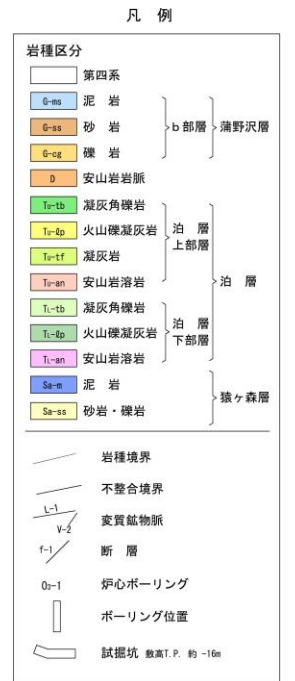 凡 例
岩種区分
第四系
G-ms 泥 岩
G-ss 砂 岩 b部層 蒲野沢層
G-cg 礫 岩
D 安山岩岩脈
Tu-tb 凝灰角礫岩
Tu-ℓp 火山礫凝灰岩 泊 層 上部層
Tu-tf 凝灰岩
Tu-an 安山岩溶岩 泊 層
TL-tb 凝灰角礫岩
TL-ℓp 火山礫凝灰岩 泊 層 下部層
TL-an 安山岩溶岩
Sa-m 泥 岩 猿ヶ森層
Sa-ss 砂岩・礫岩
岩種境界
不整合境界
L-1 V-2 変質鉱物脈
f-1 断 層
O3-1 炉心ボーリング
ボーリング位置
試掘坑 敷高T.P. 約 -16m